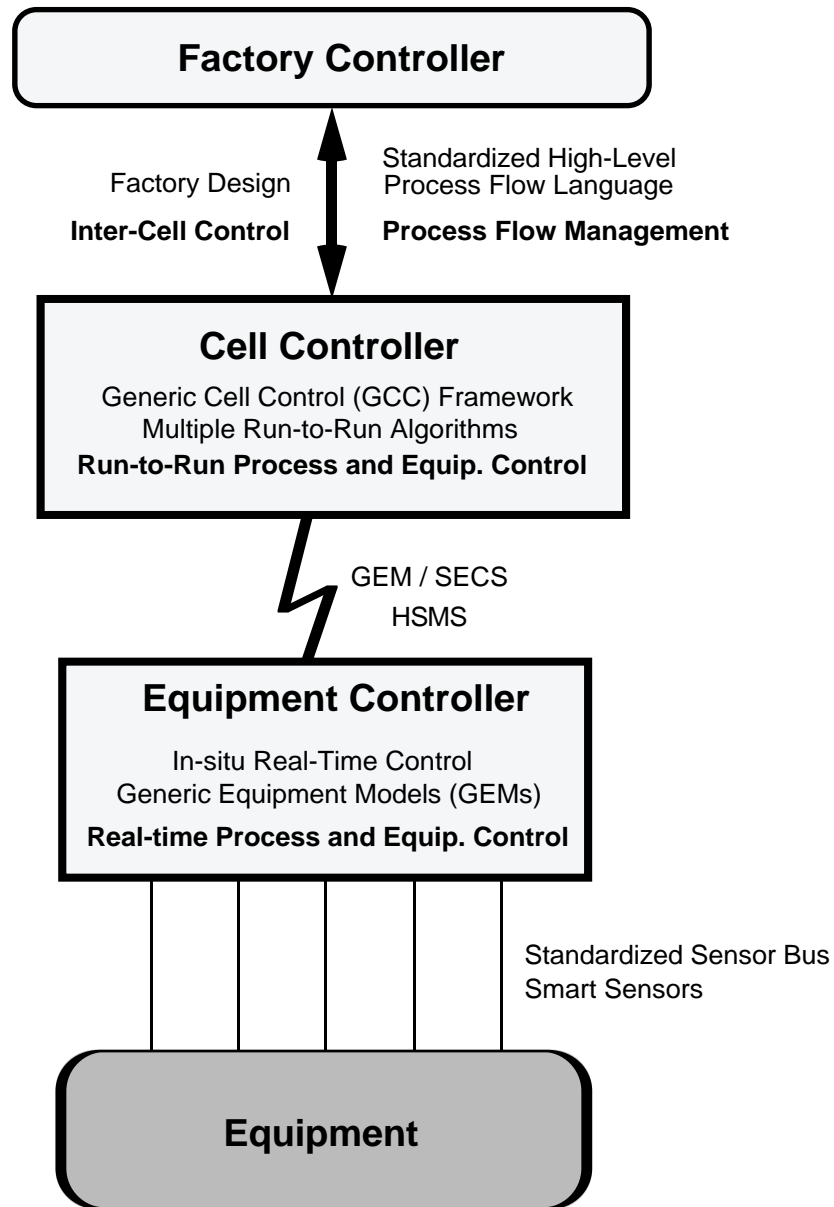 Factory Controller
Factory Design
Inter-Cell Control
Standardized High-Level
Process Flow Language
Process Flow Management
Cell Controller
Generic Cell Control (GCC) Framework
Multiple Run-to-Run Algorithms
Run-to-Run Process and Equip. Control
GEM / SECS
HSMS
Equipment Controller
In-situ Real-Time Control
Generic Equipment Models (GEMs)
Real-time Process and Equip. Control
Standardized Sensor Bus
Smart Sensors
Equipment